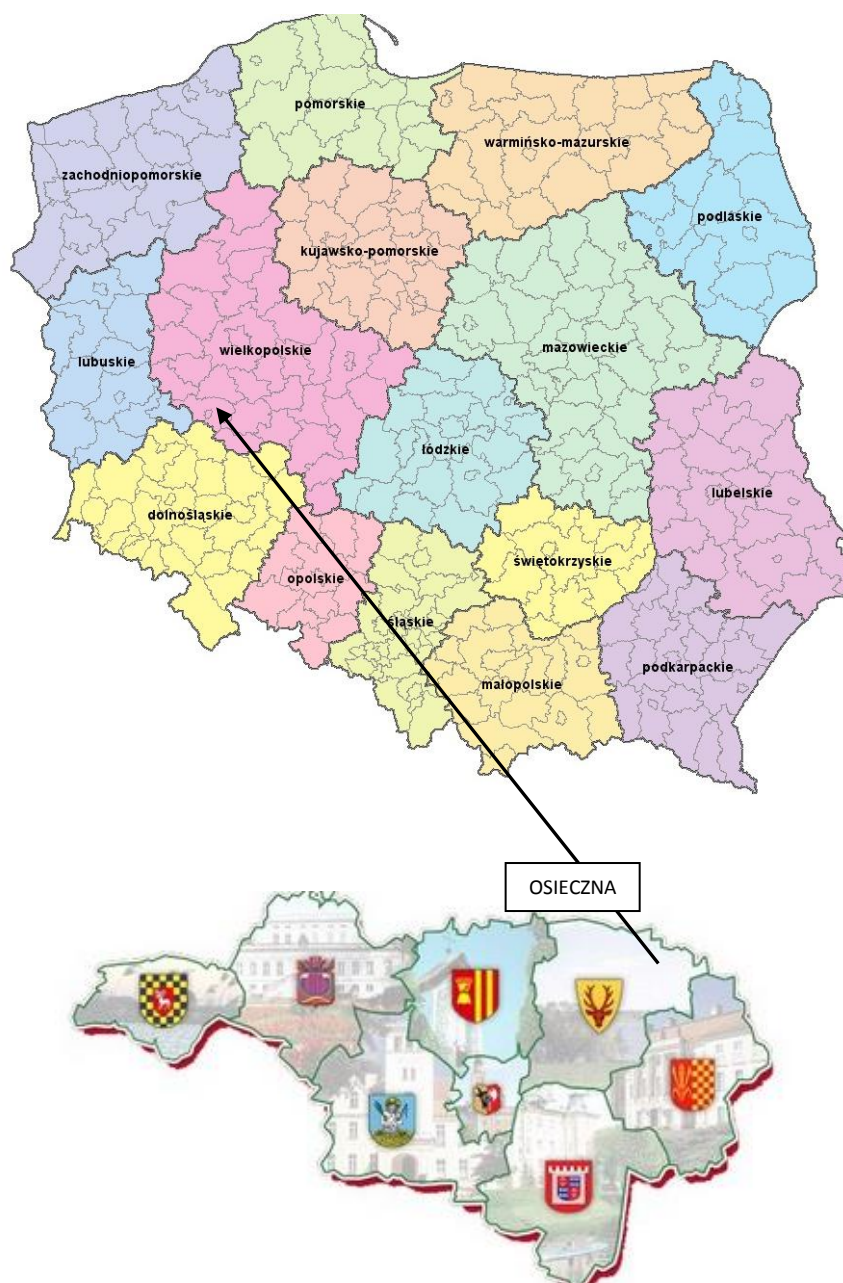 pomorskie
warmińsko-mazurskie
zachodniopomorskie
podlaskie
kujawsko-pomorskie
mazowieckie
wielkopolskie
lubuskie
łódzkie
lubelskie
dolnośląskie
świętokrzyskie
opolskie
śląskie
podkarpackie
małopolskie
OSIECZNA